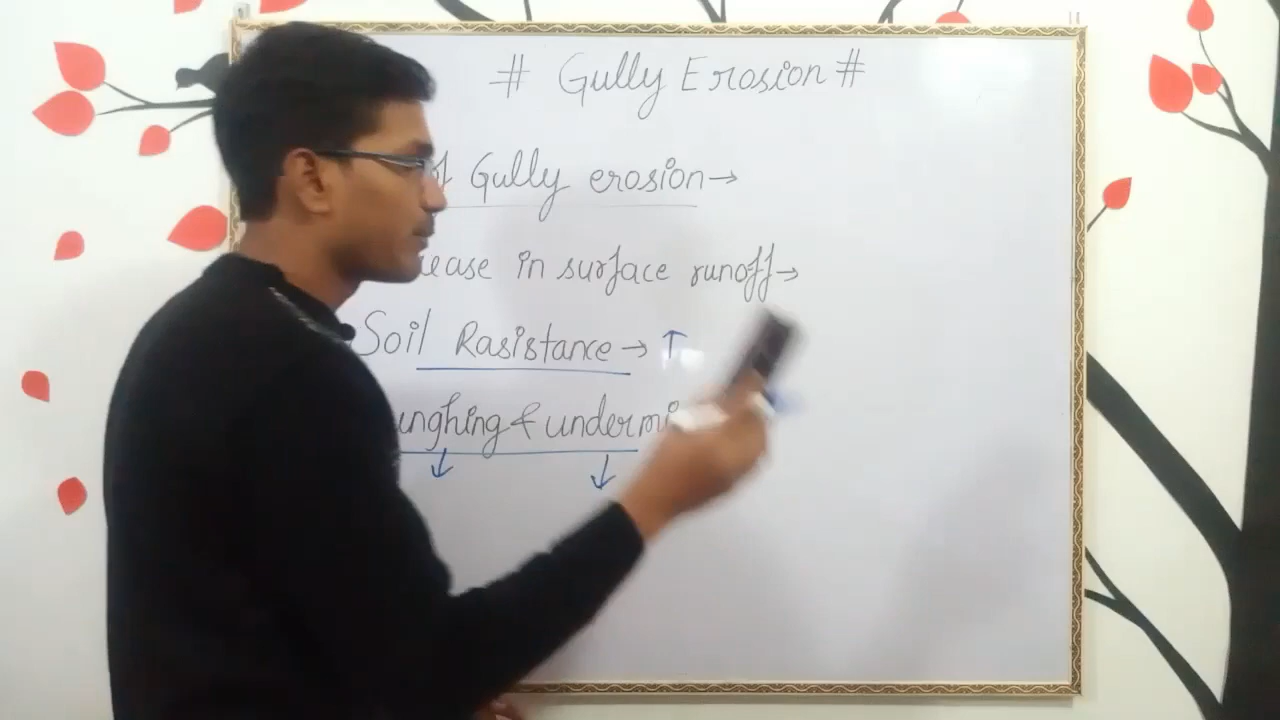 # Gully Erosion #
Gully erosion →
in surface runoff →
Soil Rasistance → ↑
&
↓ ↓